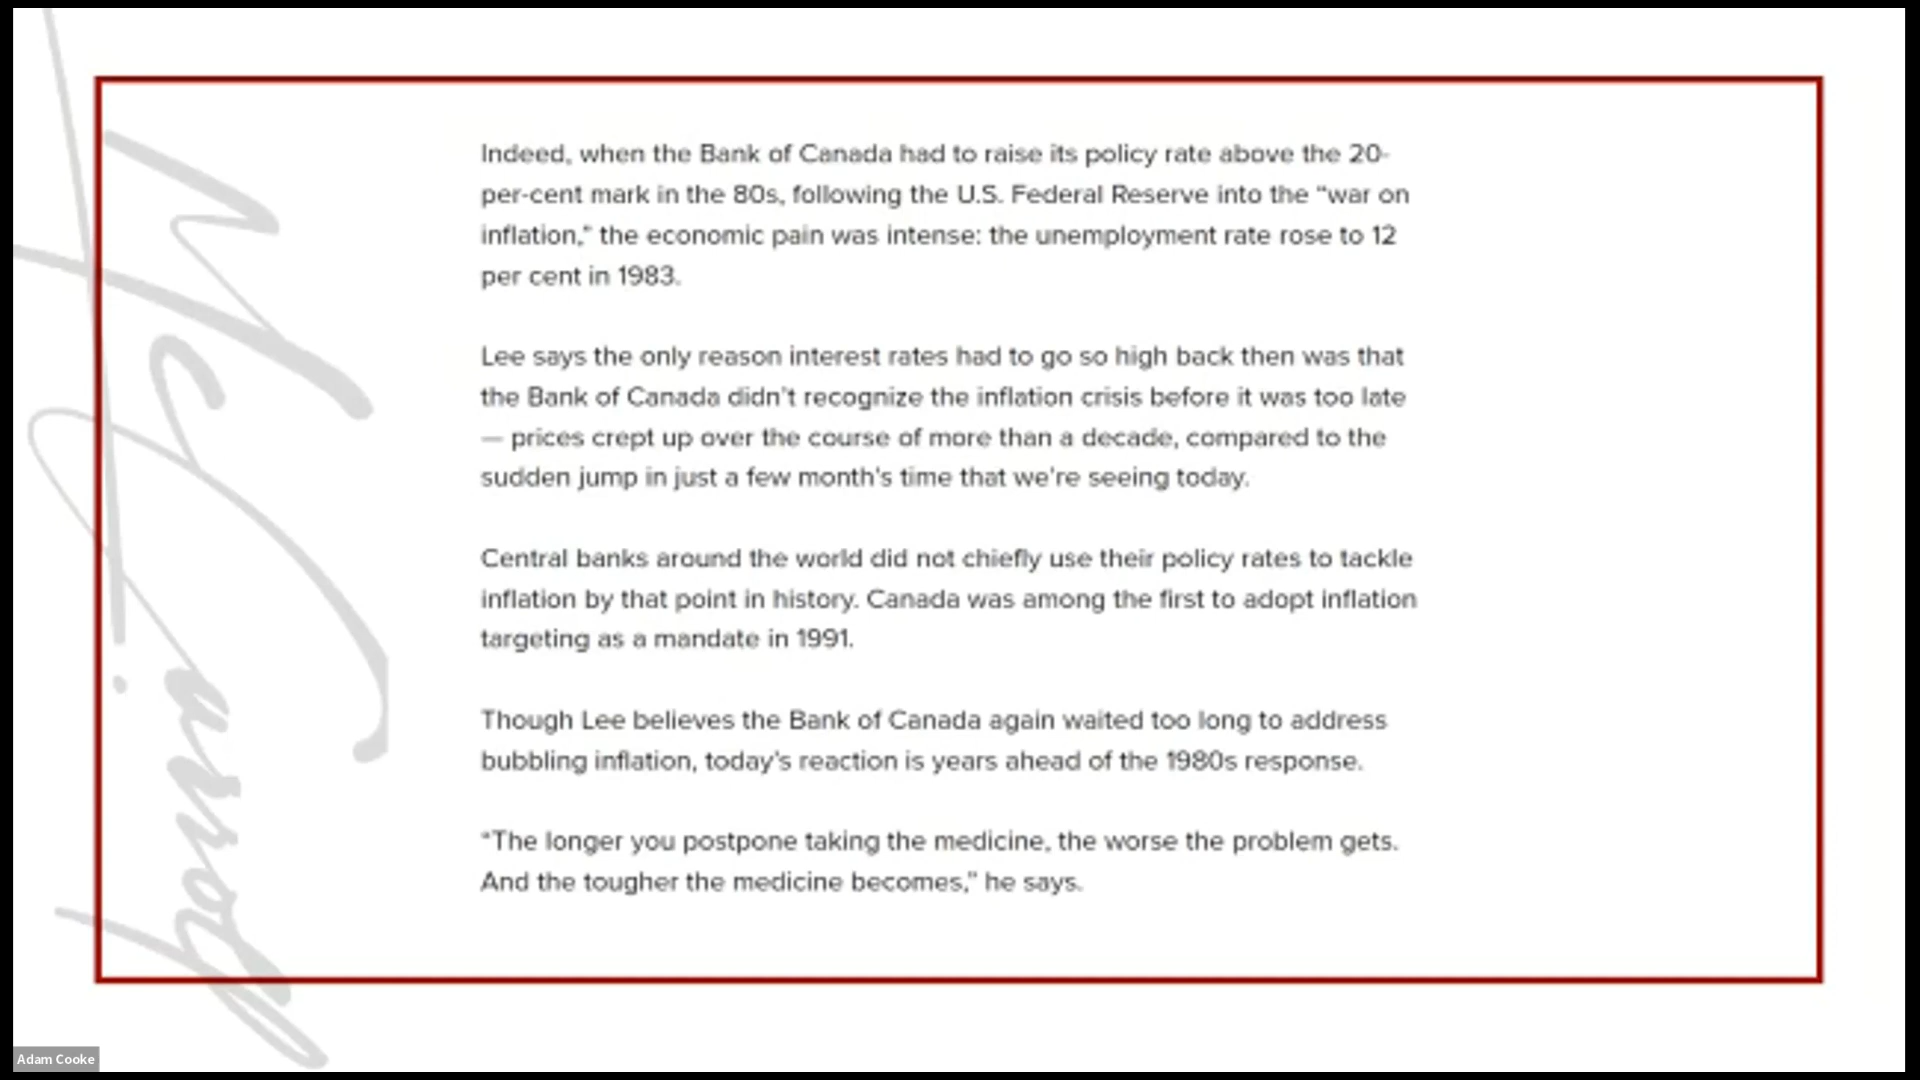 Indeed, when the Bank of Canada had to raise its policy rate above the 20-
per-cent mark in the 80s, following the U.S. Federal Reserve into the “war on
inflation,” the economic pain was intense: the unemployment rate rose to 12
per cent in 1983.
Lee says the only reason interest rates had to go so high back then was that
the Bank of Canada didn’t recognize the inflation crisis before it was too late
— prices crept up over the course of more than a decade, compared to the
sudden jump in just a few month’s time that we’re seeing today.
Central banks around the world did not chiefly use their policy rates to tackle
inflation by that point in history. Canada was among the first to adopt inflation
targeting as a mandate in 1991.
Though Lee believes the Bank of Canada again waited too long to address
bubbling inflation, today’s reaction is years ahead of the 1980s response.
“The longer you postpone taking the medicine, the worse the problem gets.
And the tougher the medicine becomes,” he says.
Adam Cooke